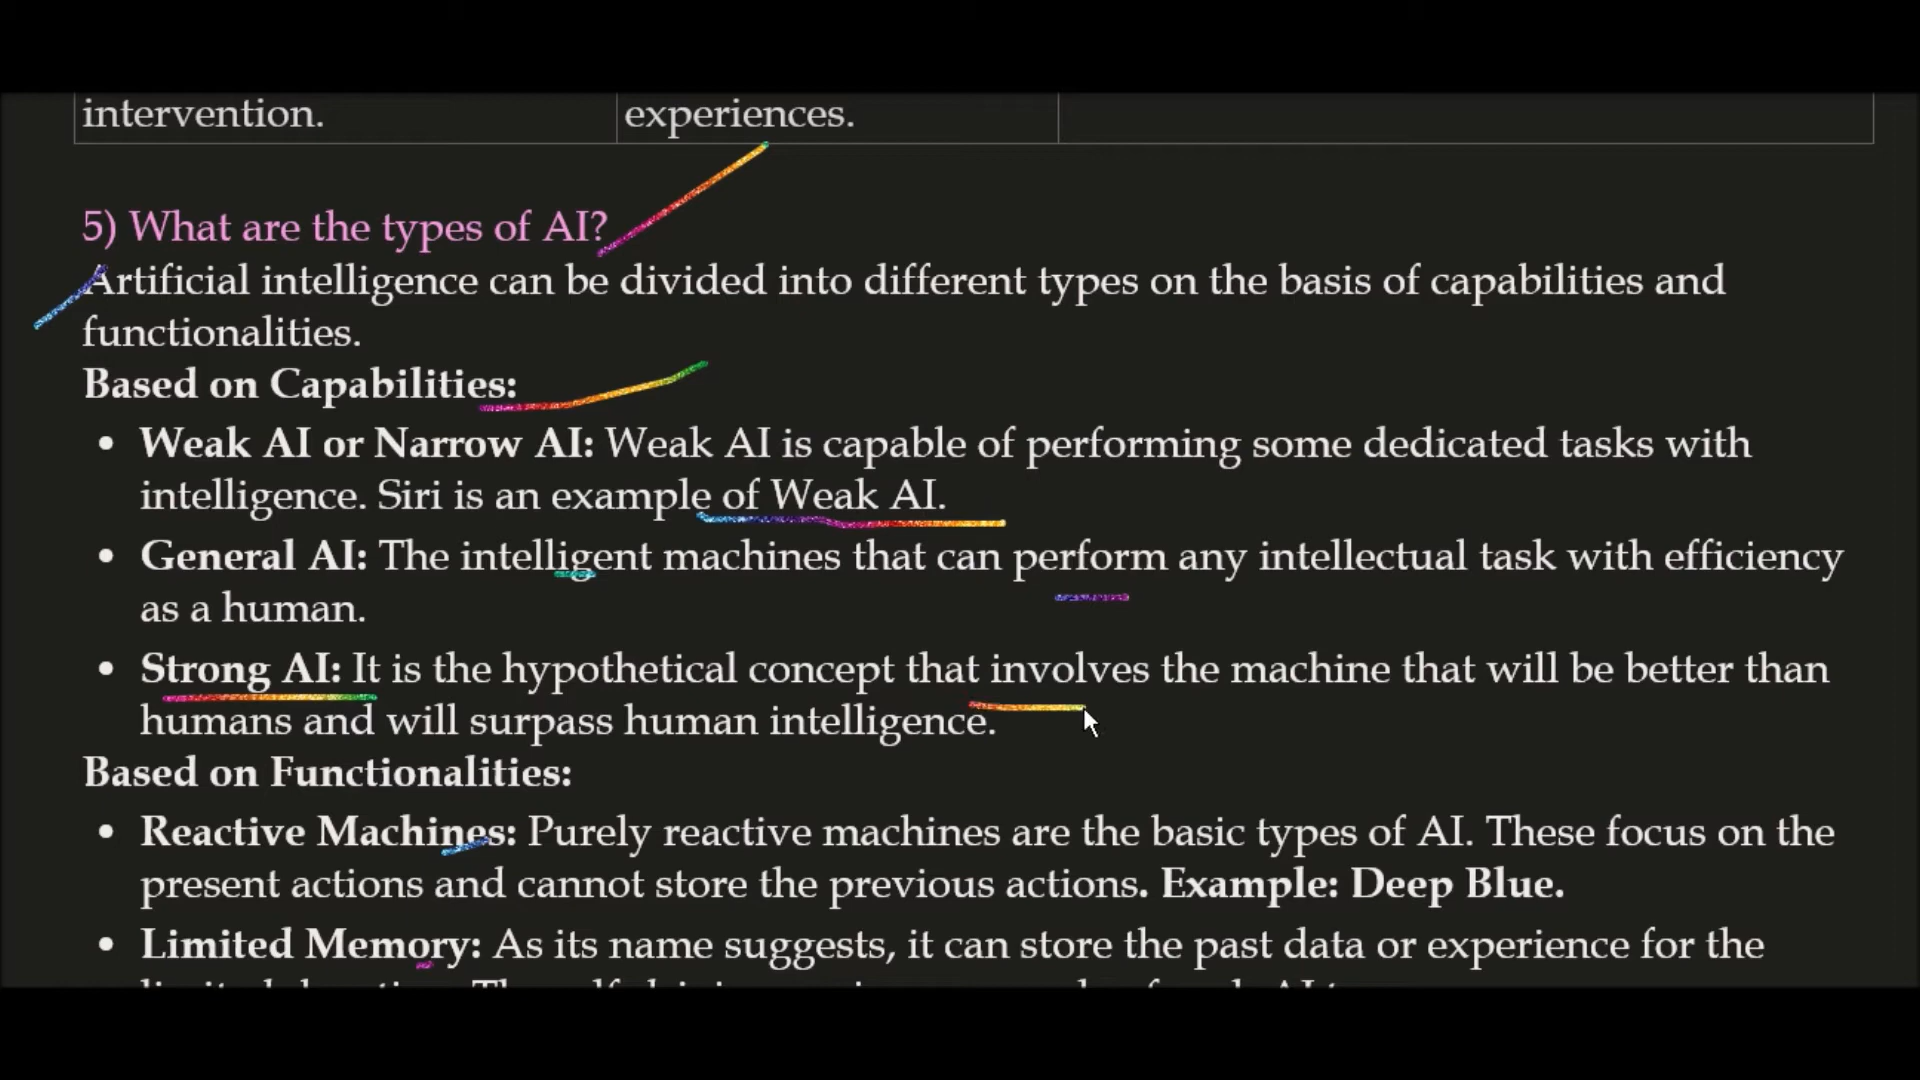 intervention.
experiences.
5) What are the types of AI?
Artificial intelligence can be divided into different types on the basis of capabilities and
functionalities.
Based on Capabilities:
• Weak AI or Narrow AI: Weak AI is capable of performing some dedicated tasks with
intelligence. Siri is an example of Weak AI.
• General AI: The intelligent machines that can perform any intellectual task with efficiency
as a human.
• Strong AI: It is the hypothetical concept that involves the machine that will be better than
humans and will surpass human intelligence.
Based on Functionalities:
• Reactive Machines: Purely reactive machines are the basic types of AI. These focus on the
present actions and cannot store the previous actions. Example: Deep Blue.
• Limited Memory: As its name suggests, it can store the past data or experience for the